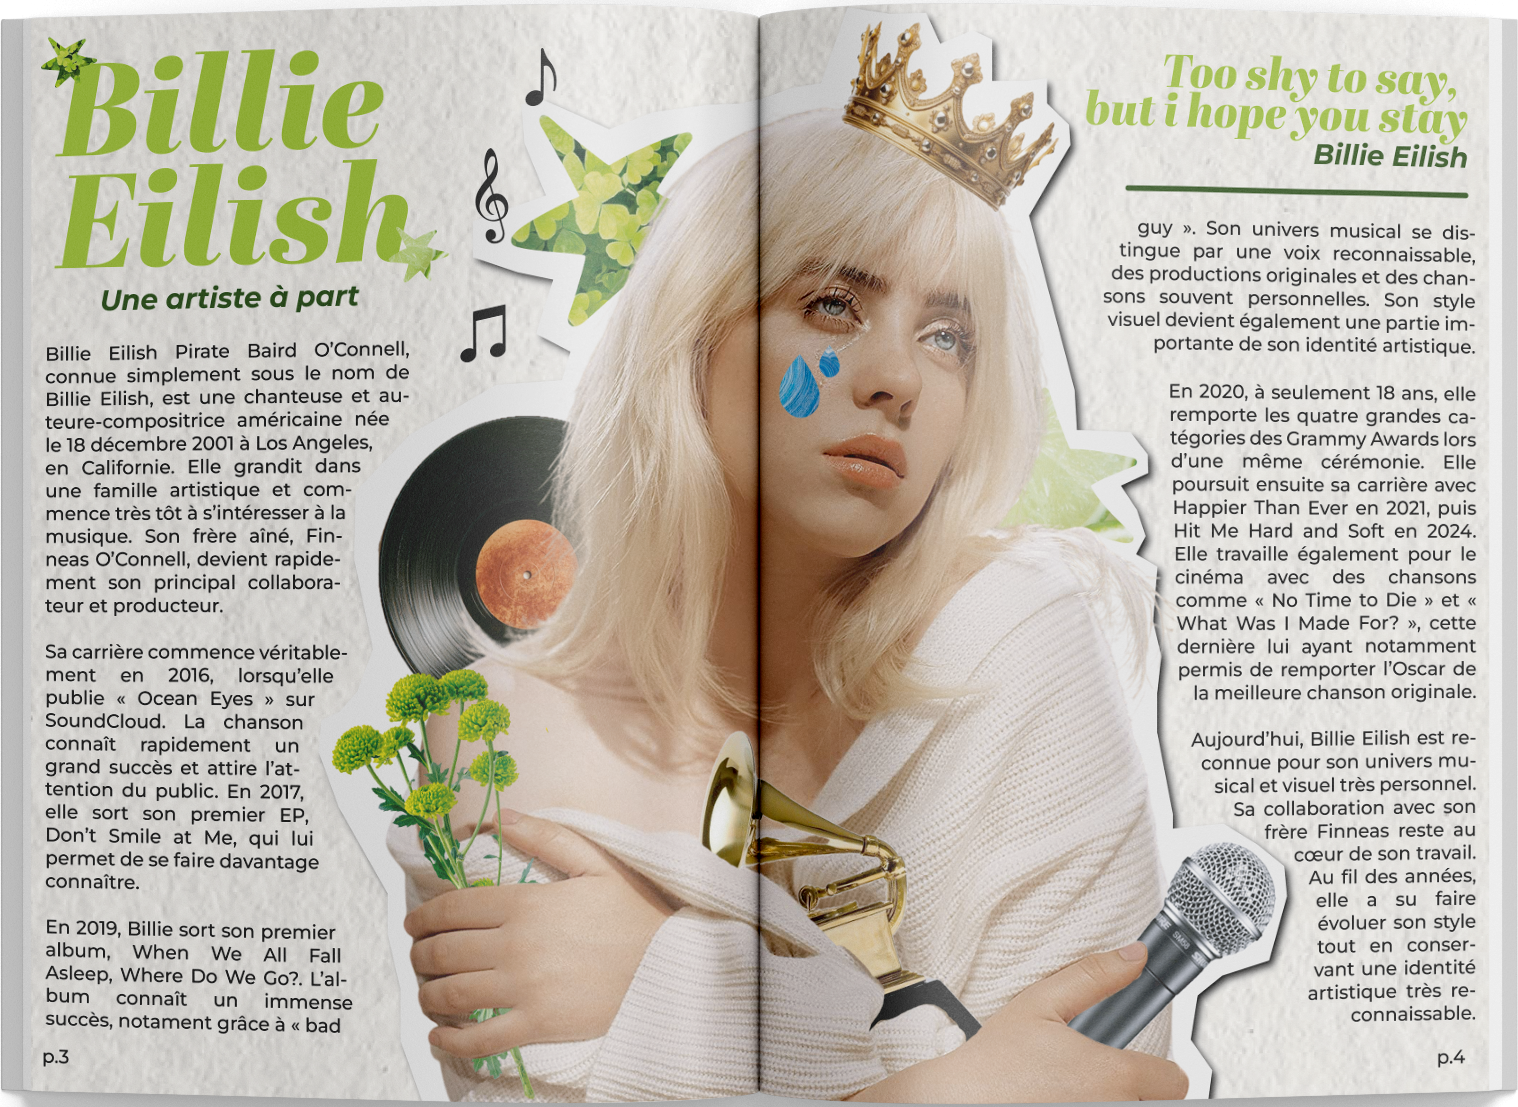 Billie
Eilish
Une artiste à part
Billie Eilish Pirate Baird O'Connell,
connue simplement sous le nom de
Billie Eilish, est une chanteuse et au-
teure-compositrice américaine née
le 18 décembre 2001 à Los Angeles,
en Californie. Elle grandit dans
une famille artistique et com-
mence très tôt à s'intéresser à la
musique. Son frère aîné, Fin-
neas O'Connell, devient rapide-
ment son principal collabora-
teur et producteur.
Sa carrière commence véritable-
ment en 2016, lorsqu'elle
publie « Ocean Eyes » sur
SoundCloud. La chanson
connaît rapidement un
grand succès et attire l'at-
tention du public. En 2017,
elle sort son premier EP,
Don't Smile at Me, qui lui
permet de se faire davantage
connaître.
En 2019, Billie sort son premier
album, When We All Fall
Asleep, Where Do We Go?. L'al-
bum connaît un immense
succès, notament grâce à « bad
p.3
Too shy to say,
but i hope you stay
Billie Eilish
guy ». Son univers musical se dis-
tingue par une voix reconnaissable,
des productions originales et des chan-
sons souvent personnelles. Son style
visuel devient également une partie im-
portante de son identité artistique.
En 2020, à seulement 18 ans, elle
remporte les quatre grandes ca-
tégories des Grammy Awards lors
d'une même cérémonie. Elle
poursuit ensuite sa carrière avec
Happier Than Ever en 2021, puis
Hit Me Hard and Soft en 2024.
Elle travaille également pour le
cinéma avec des chansons
comme « No Time to Die » et «
What Was I Made For? », cette
dernière lui ayant notamment
permis de remporter l'Oscar de
la meilleure chanson originale.
Aujourd'hui, Billie Eilish est re-
connue pour son univers mu-
sical et visuel très personnel.
Sa collaboration avec son
frère Finneas reste au
cœur de son travail.
Au fil des années,
elle a su faire
évoluer son style
tout en conser-
vant une identité
artistique très re-
connaissable.
SM58
p.4